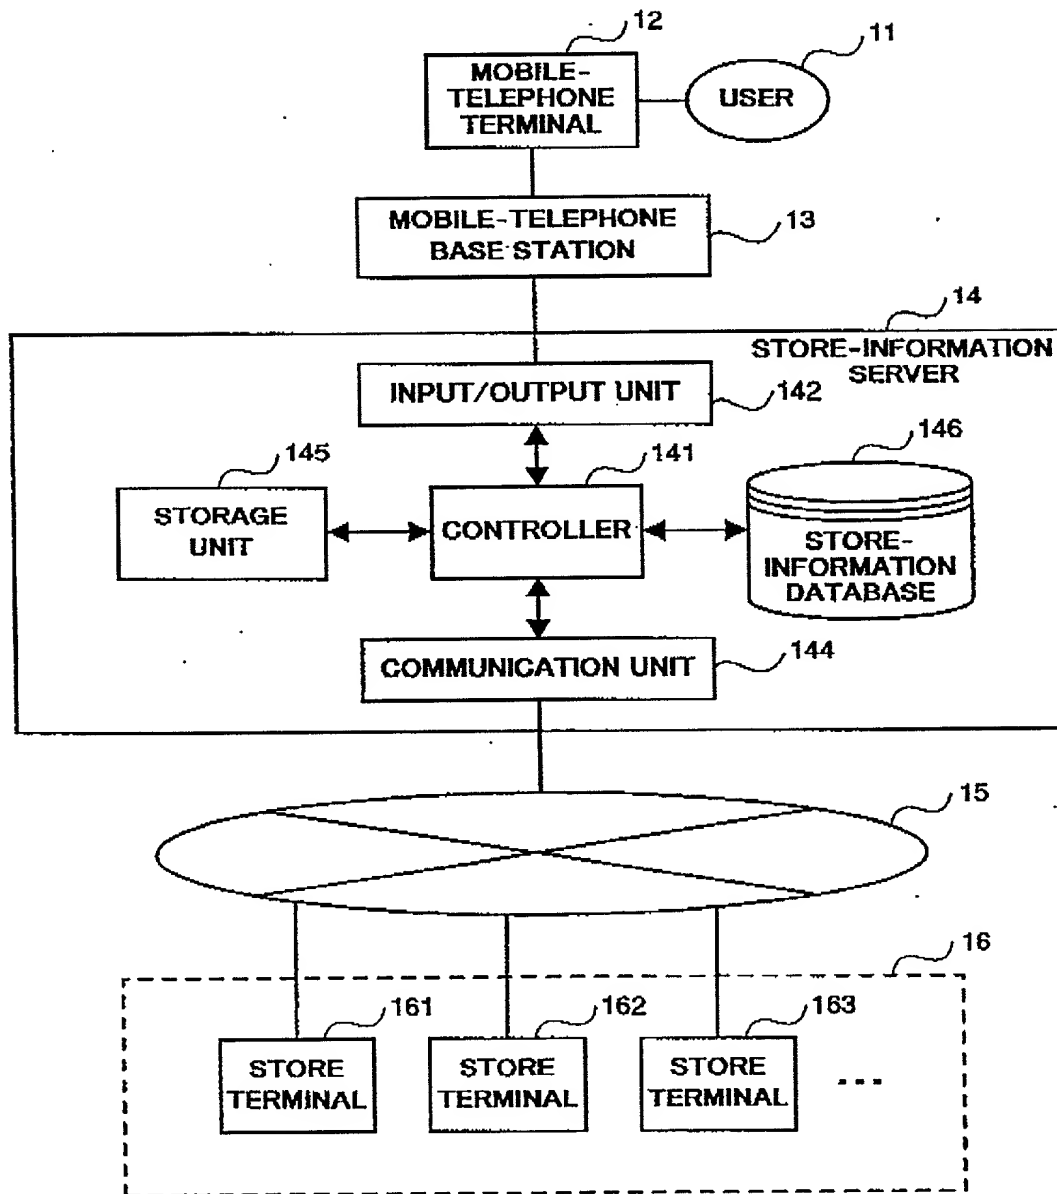 12
11
MOBILE-
TELEPHONE
TERMINAL
USER
MOBILE-TELEPHONE
BASE STATION
13
14
STORE-INFORMATION
SERVER
INPUT/OUTPUT UNIT
142
145
141
146
STORAGE
UNIT
CONTROLLER
STORE-
INFORMATION
DATABASE
COMMUNICATION UNIT
144
15
16
161
162
163
STORE
TERMINAL
STORE
TERMINAL
STORE
TERMINAL
...